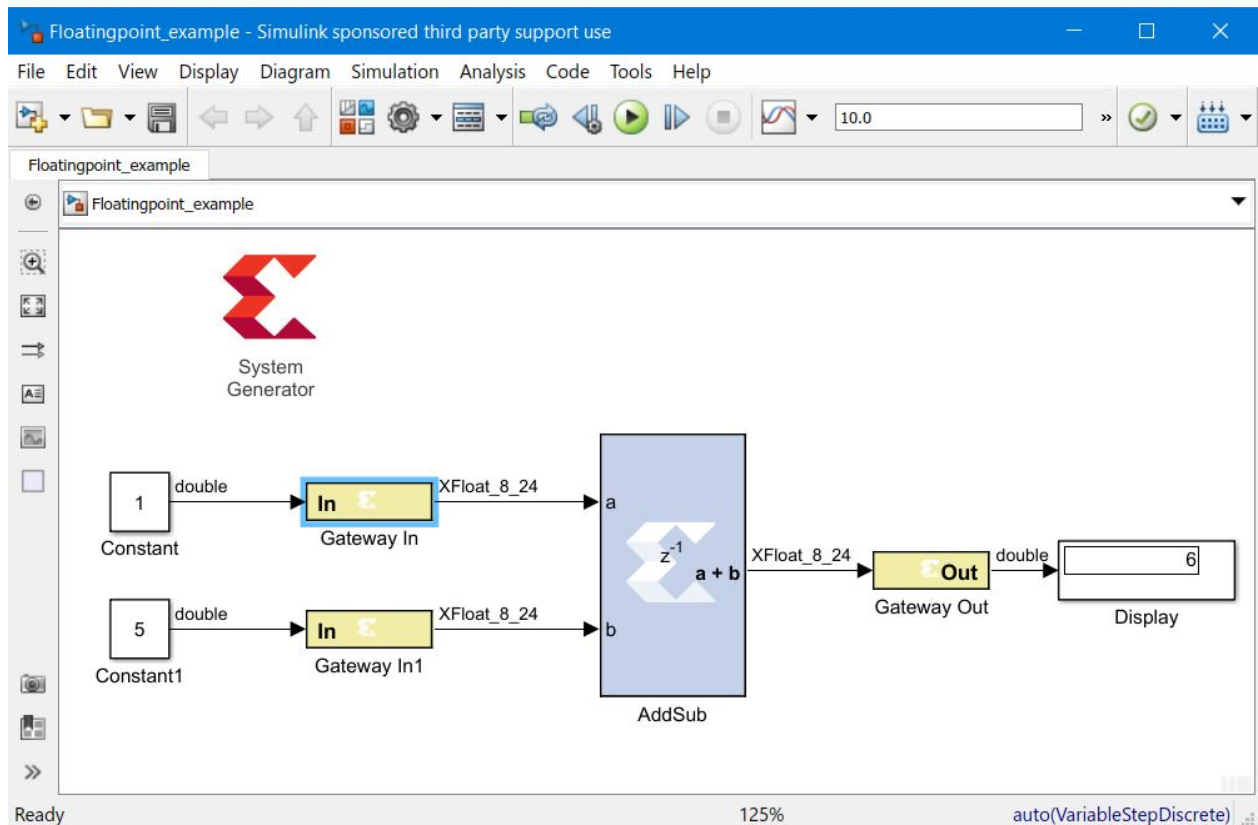 Floatingpoint_example - Simulink sponsored third party support use
File Edit View Display Diagram Simulation Analysis Code Tools Help
10.0
»
Floatingpoint_example
Floatingpoint_example
System
Generator
1
double
In
XFloat_8_24
a
Constant
Gateway In
z-1
a + b
XFloat_8_24
Out
double
6
Gateway Out
Display
5
double
In
XFloat_8_24
b
Constant1
Gateway In1
AddSub
Ready 125% auto(VariableStepDiscrete)